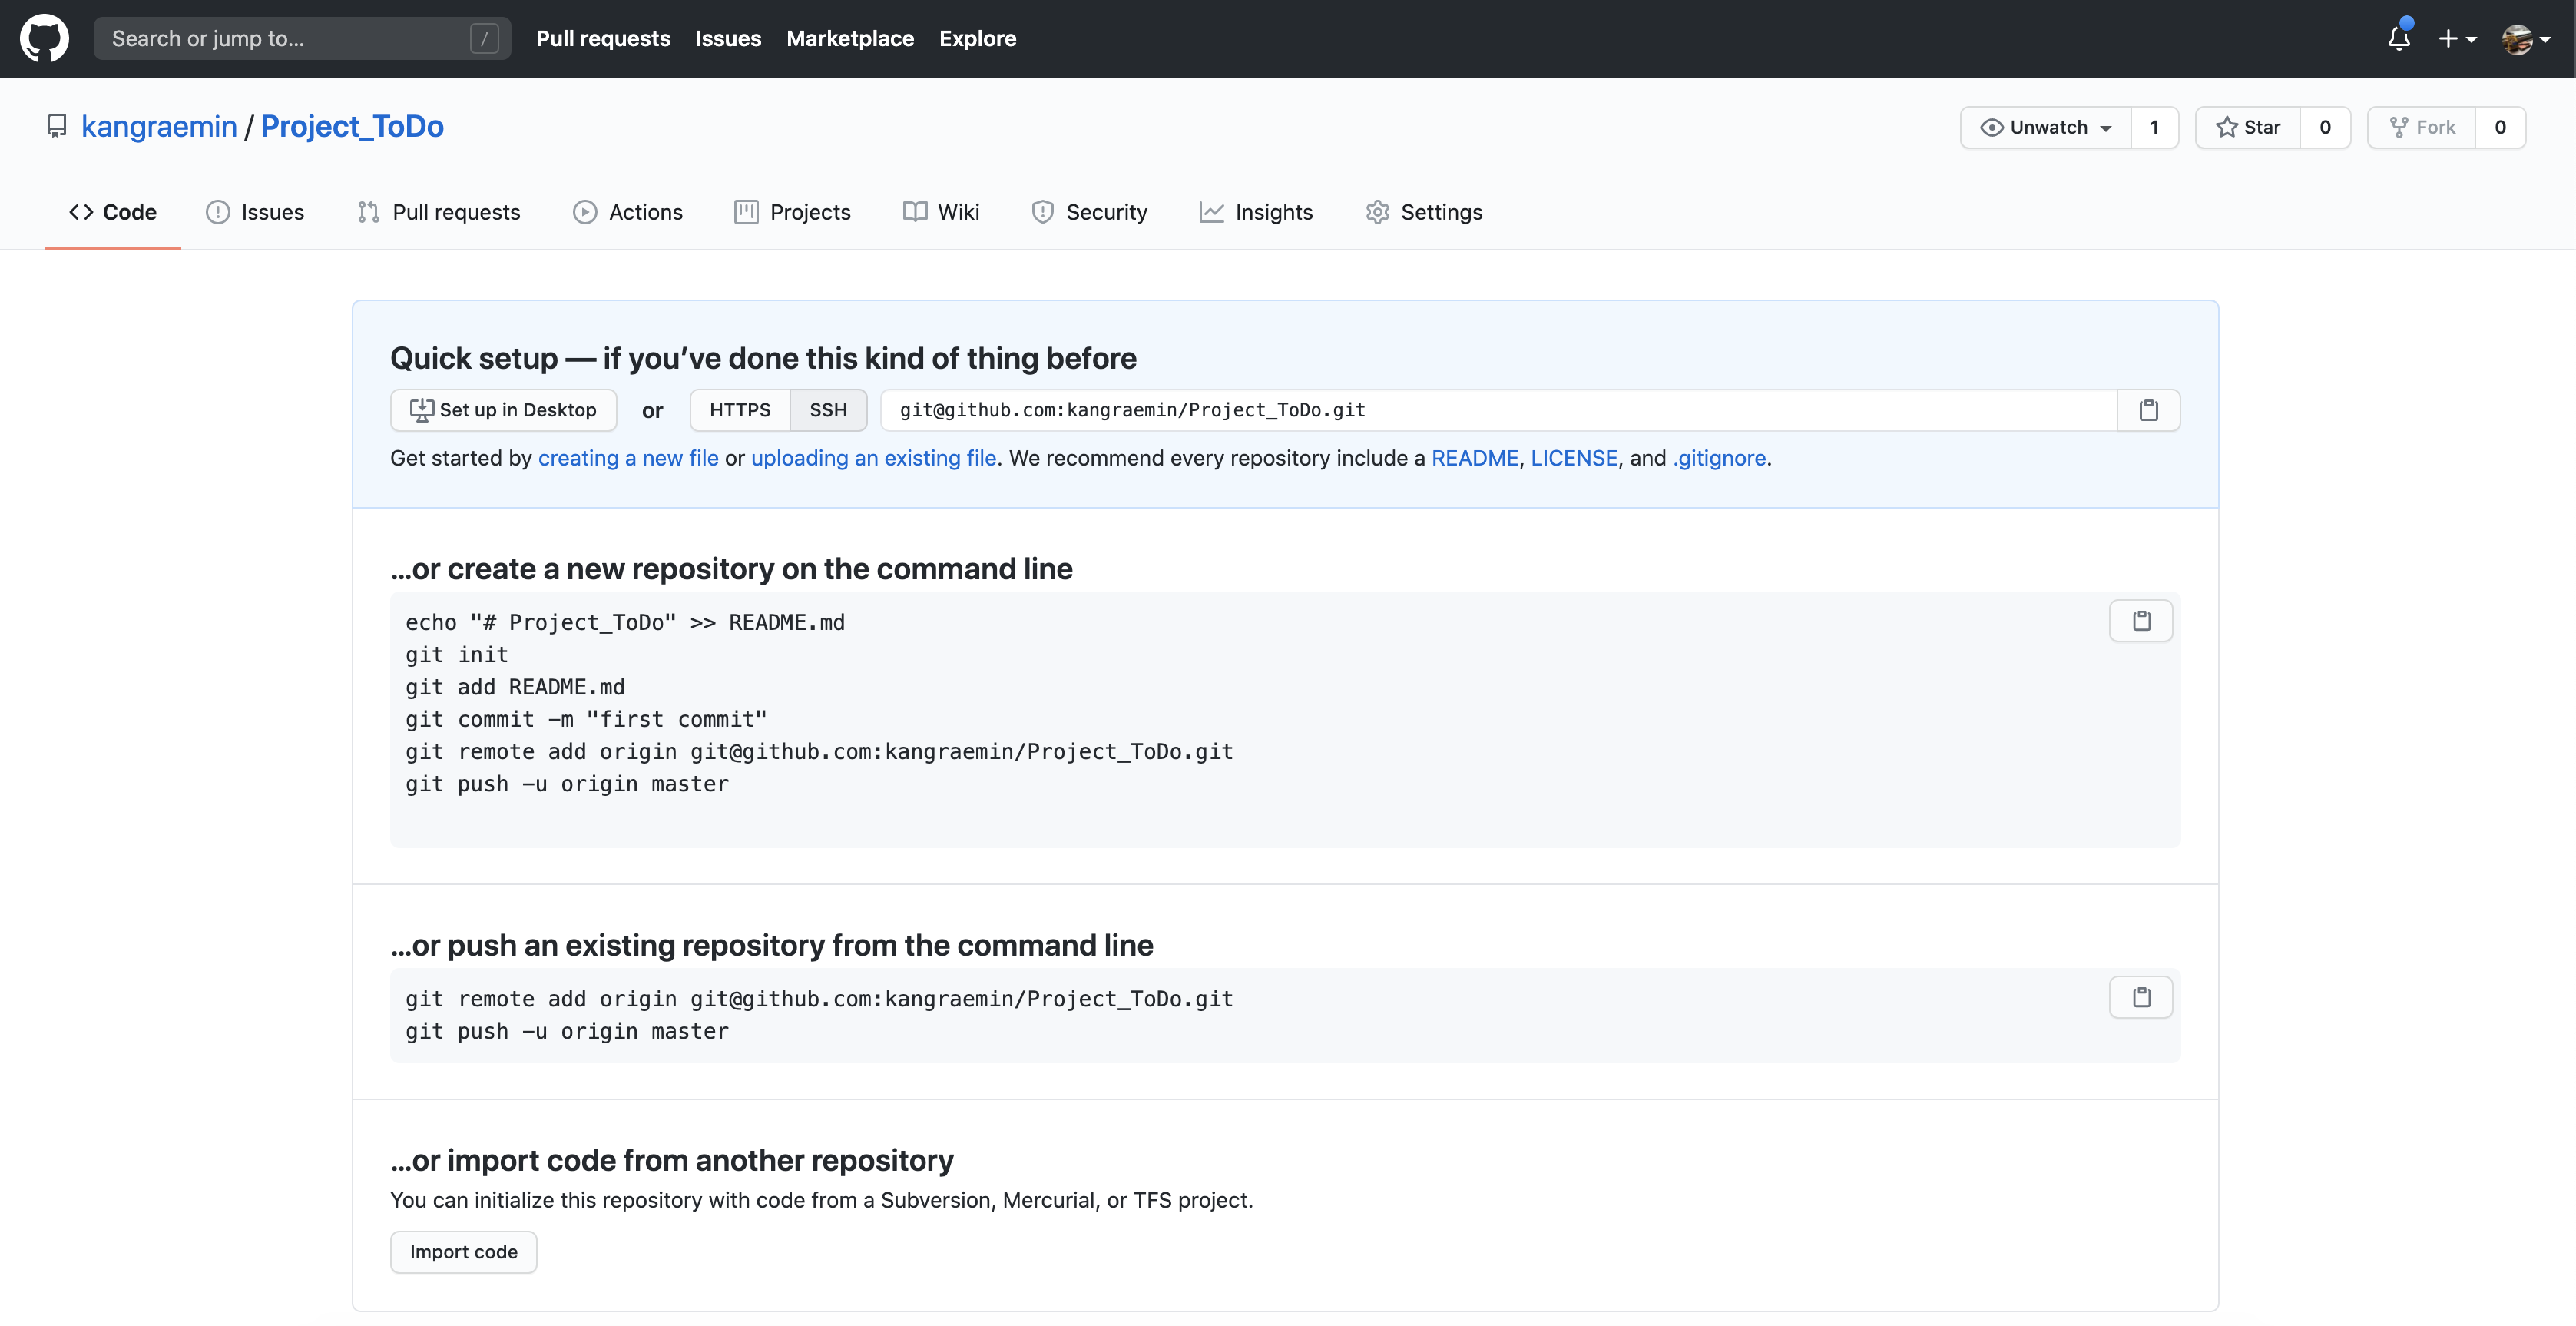 Search or jump to... /
Pull requests Issues Marketplace Explore
kangraemin / Project_ToDo
Unwatch 1 Star 0 Fork 0
Code Issues Pull requests Actions Projects Wiki Security Insights Settings
Quick setup — if you’ve done this kind of thing before
Set up in Desktop or HTTPS SSH git@github.com:kangraemin/Project_ToDo.git
Get started by creating a new file or uploading an existing file. We recommend every repository include a README, LICENSE, and .gitignore.
…or create a new repository on the command line
echo "# Project_ToDo" >> README.md
git init
git add README.md
git commit -m "first commit"
git remote add origin git@github.com:kangraemin/Project_ToDo.git
git push -u origin master
…or push an existing repository from the command line
git remote add origin git@github.com:kangraemin/Project_ToDo.git
git push -u origin master
…or import code from another repository
You can initialize this repository with code from a Subversion, Mercurial, or TFS project.
Import code